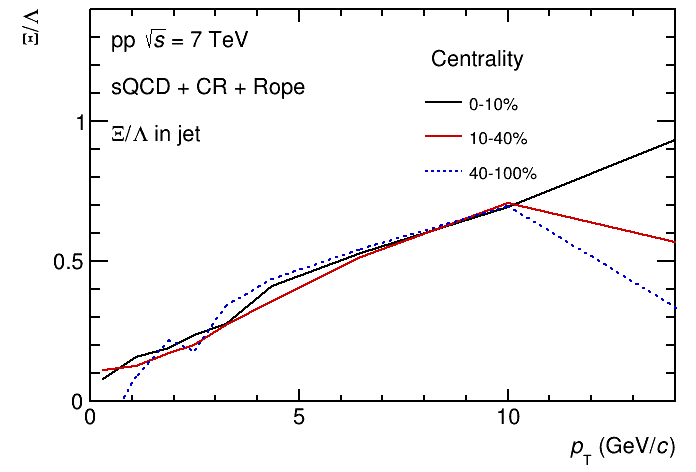 Ξ/Λ
pp √s = 7 TeV
sQCD + CR + Rope
Ξ/Λ in jet
Centrality
0-10%
10-40%
40-100%
1
0.5
0
0 5 10
p_T (GeV/c)